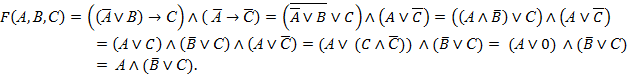 F(A,B,C) = ((A̅ ∨ B) → C) ∧ ( A̅ → C̅) = (A̅ ∨ B̅ ∨ C) ∧ (A ∨ C̅) = ((A ∧ B̅) ∨ C) ∧ (A ∨ C̅)
= (A ∨ C) ∧ (B̅ ∨ C) ∧ (A ∨ C̅) = (A ∨ (C ∧ C̅)) ∧ (B̅ ∨ C) = (A ∨ 0) ∧ (B̅ ∨ C)
= A ∧ (B̅ ∨ C).